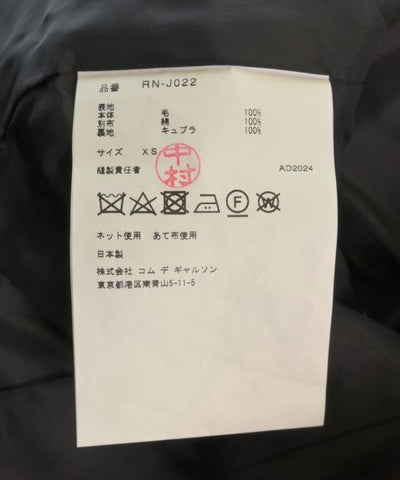 品番 RN-J022
表地
本体 毛 100%
別布 綿 100%
裏地 キュプラ 100%
サイズ XS
中村
縫製責任者 AD2024
F W
ネット使用 あて布使用
日本製
株式会社 コム デ ギャルソン
東京都港区南青山5-11-5